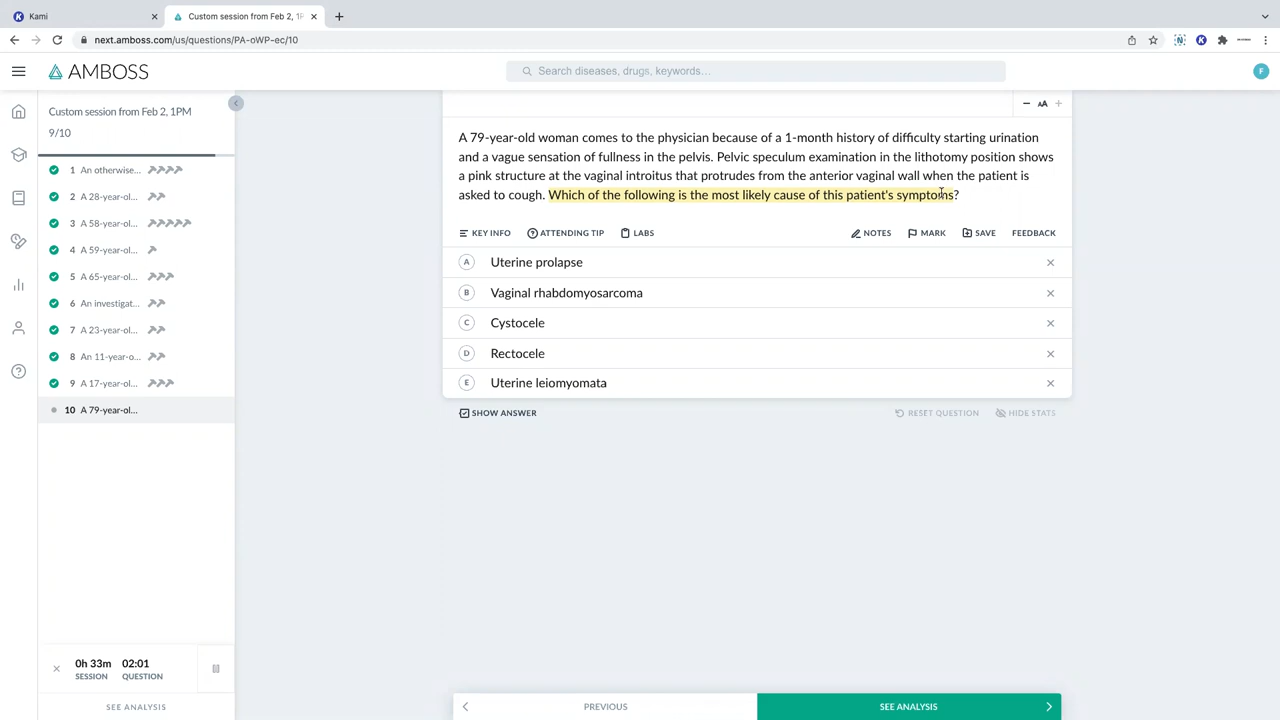 Kami
Custom session from Feb 2, 1P
next.amboss.com/us/questions/PA-oWP-ec/10
AMBOSS
Search diseases, drugs, keywords…
F
Custom session from Feb 2, 1PM
9/10
1 An otherwise...
2 A 28-year-ol...
3 A 58-year-ol...
4 A 59-year-ol...
5 A 65-year-ol...
6 An investigat...
7 A 23-year-ol...
8 An 11-year-o...
9 A 17-year-ol...
10 A 79-year-ol...
0h 33m 02:01
SESSION QUESTION
SEE ANALYSIS
AA
A 79-year-old woman comes to the physician because of a 1-month history of difficulty starting urination
and a vague sensation of fullness in the pelvis. Pelvic speculum examination in the lithotomy position shows
a pink structure at the vaginal introitus that protrudes from the anterior vaginal wall when the patient is
asked to cough. Which of the following is the most likely cause of this patient's symptoms?
KEY INFO ATTENDING TIP LABS NOTES MARK SAVE FEEDBACK
A Uterine prolapse
B Vaginal rhabdomyosarcoma
C Cystocele
D Rectocele
E Uterine leiomyomata
SHOW ANSWER RESET QUESTION HIDE STATS
PREVIOUS SEE ANALYSIS